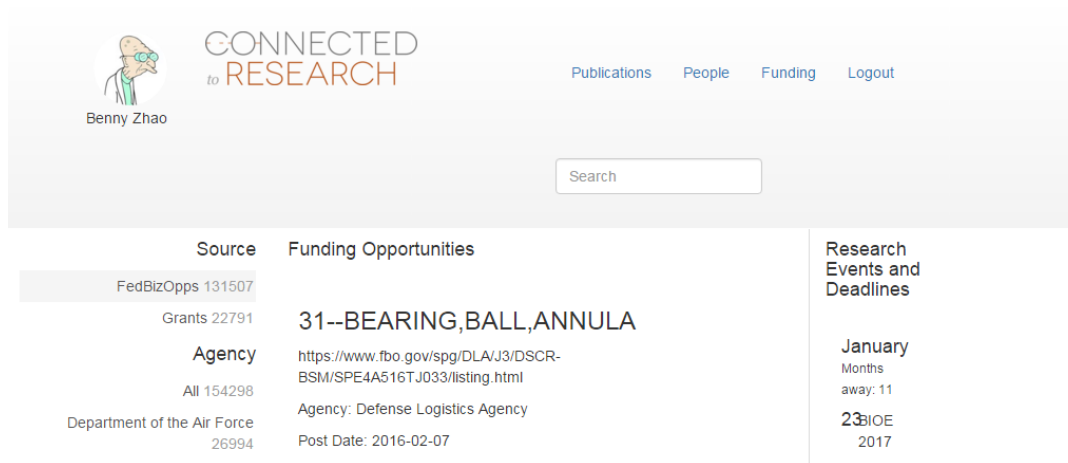 CONNECTED
to RESEARCH
Benny Zhao
Publications People Funding Logout
Search
Source
FedBizOpps 131507
Grants 22791
Agency
All 154298
Department of the Air Force
26994
Funding Opportunities
31--BEARING,BALL,ANNULA
https://www.fbo.gov/spg/DLA/J3/DSCR-
BSM/SPE4A516TJ033/listing.html
Agency: Defense Logistics Agency
Post Date: 2016-02-07
Research
Events and
Deadlines
January
Months
away: 11
23BIOE
2017